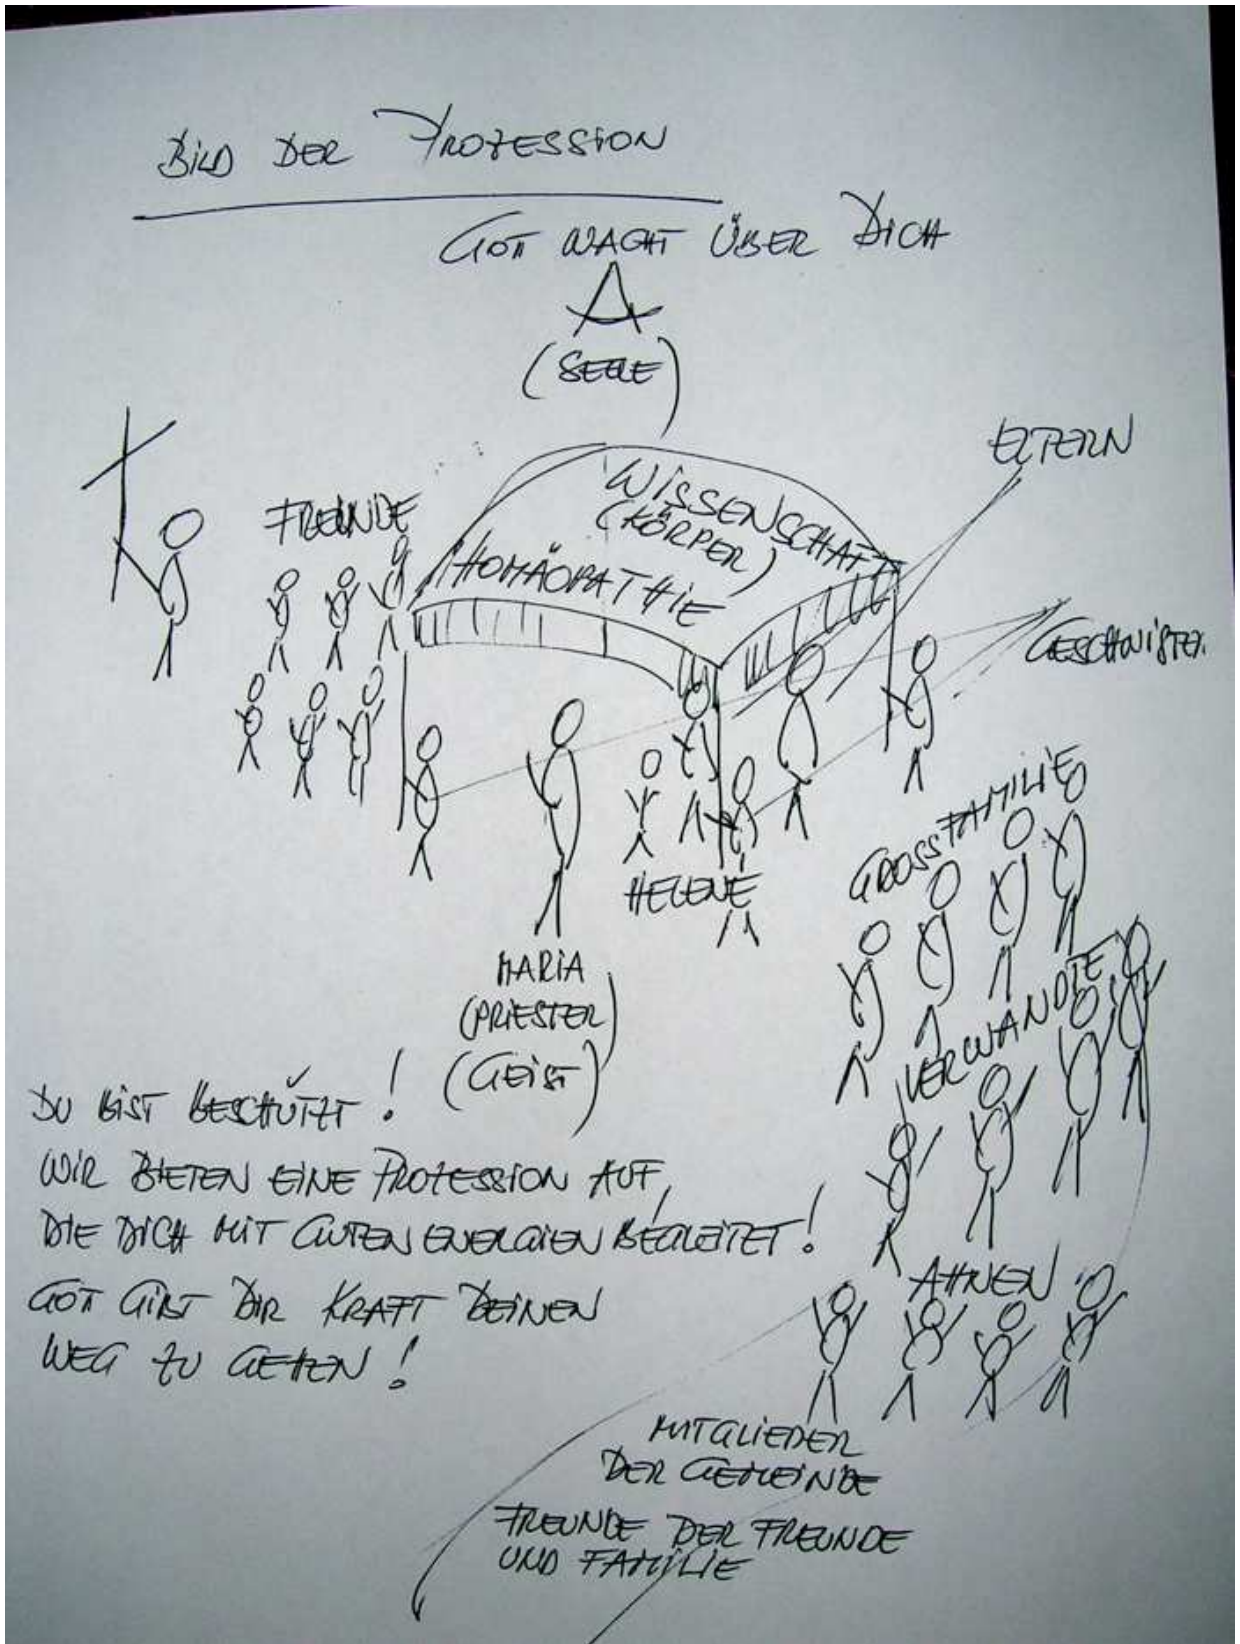 BILD DER PROZESSION
GOTT WACHT ÜBER DICH
(SEELE)
ELTERN
FREUNDE
WISSENSCHAFT
(KÖRPER)
HOMÖOPATHIE
GESCHWISTER
GROSSFAMILIE
HELENE
MARIA
(PRIESTER)
(GEIST)
VERWANDTE
DU BIST BESCHÜTZT!
WIR BIETEN EINE PROZESSION AUF,
DIE DICH MIT GUTEN ENERGIEN BEGLEITET!
GOTT GIBT DIR KRAFT DEINEN
WEG ZU GEHEN!
AHNEN
MITGLIEDER
DER GEMEINDE
FREUNDE DER FREUNDE
UND FAMILIE